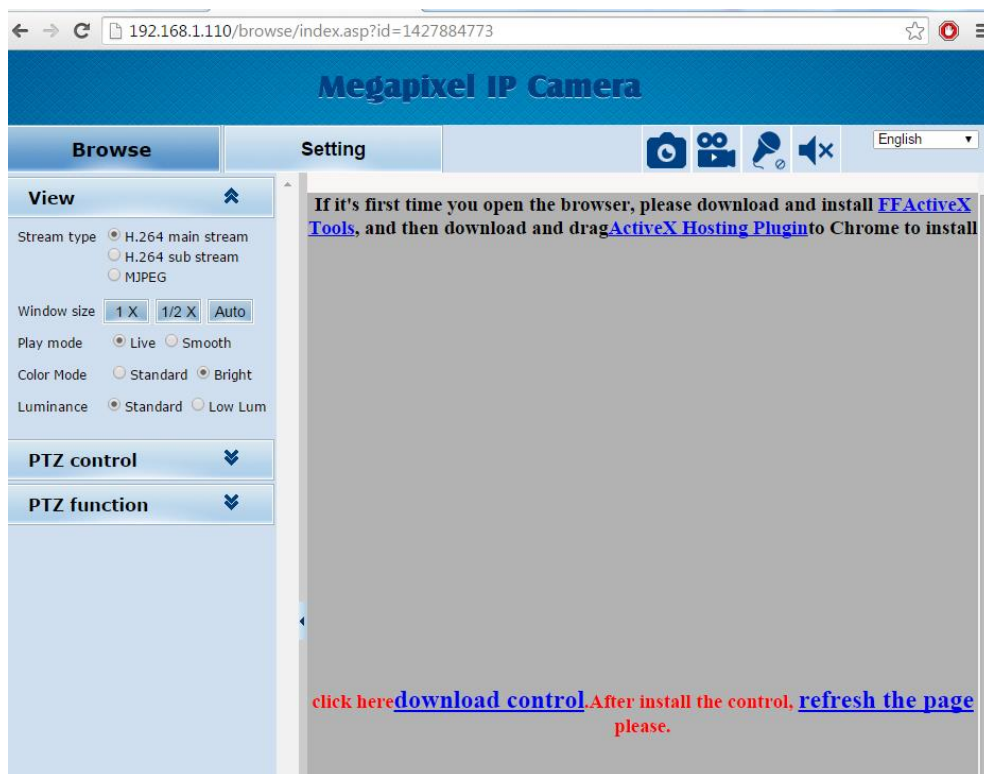 192.168.1.110/browse/index.asp?id=1427884773
Megapixel IP Camera
Browse
Setting
English
View
Stream type
H.264 main stream
H.264 sub stream
MJPEG
Window size 1 X 1/2 X Auto
Play mode Live Smooth
Color Mode Standard Bright
Luminance Standard Low Lum
PTZ control
PTZ function
If it's first time you open the browser, please download and install FFActiveX
Tools, and then download and dragActiveX Hosting Pluginto Chrome to install
click heredownload control.After install the control, refresh the page
please.